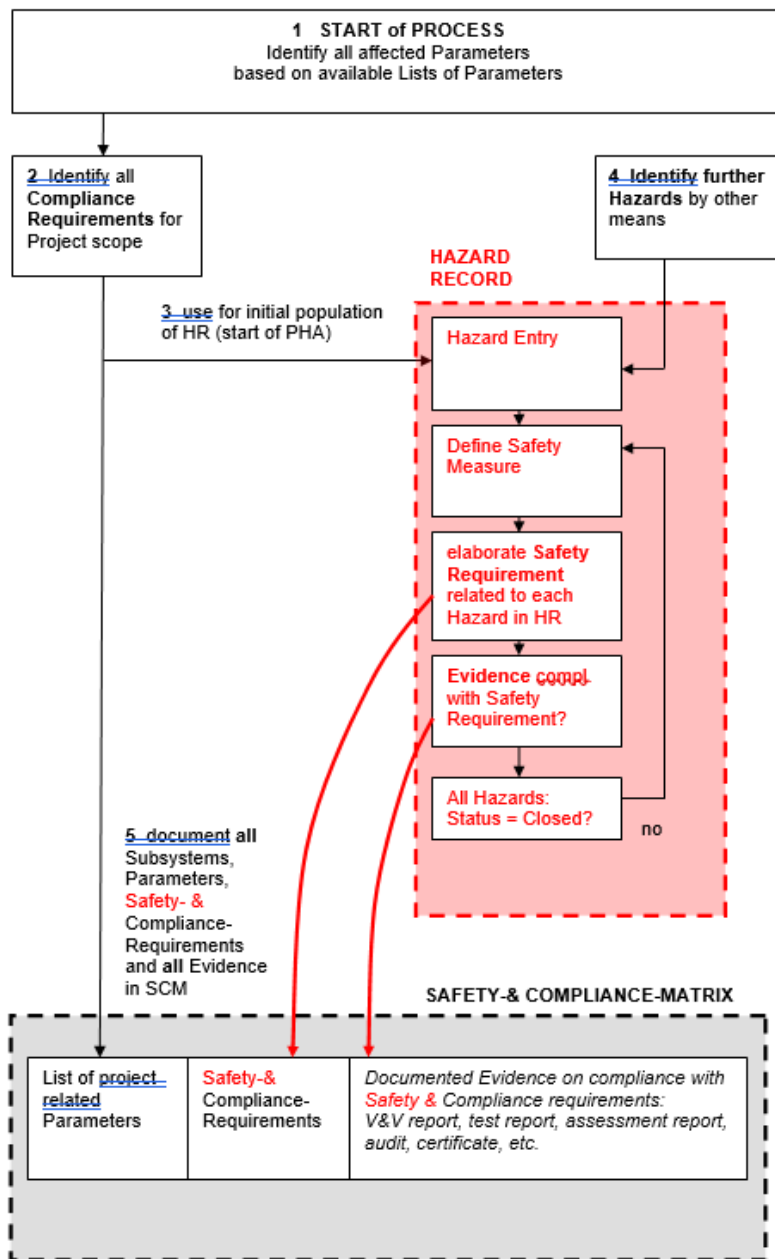 1 START of PROCESS
Identify all affected Parameters
based on available Lists of Parameters
2 Identify all
Compliance
Requirements for
Project scope
4 Identify further
Hazards by other
means
HAZARD
RECORD
3 use for initial population
of HR (start of PHA)
Hazard Entry
Define Safety
Measure
elaborate Safety
Requirement
related to each
Hazard in HR
Evidence compl.
with Safety
Requirement?
All Hazards:
Status = Closed?
no
5 document all
Subsystems,
Parameters,
Safety- &
Compliance-
Requirements
and all Evidence
in SCM
SAFETY-& COMPLIANCE-MATRIX
List of project
related
Parameters
Safety-&
Compliance-
Requirements
Documented Evidence on compliance with
Safety & Compliance requirements:
V&V report, test report, assessment report,
audit, certificate, etc.